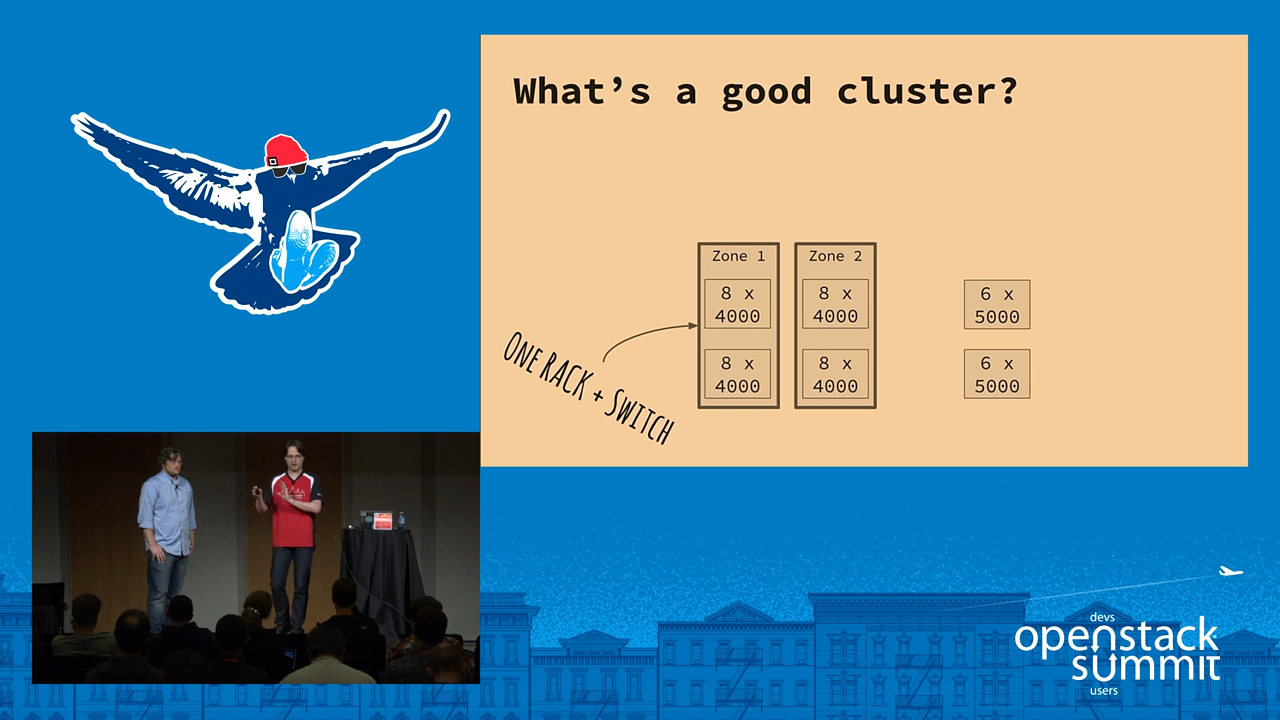 What's a good cluster?
Zone 1
8 x
4000
8 x
4000
Zone 2
8 x
4000
8 x
4000
6 x
5000
6 x
5000
ONE RACK + SWITCH
devs
openstack
summit
users